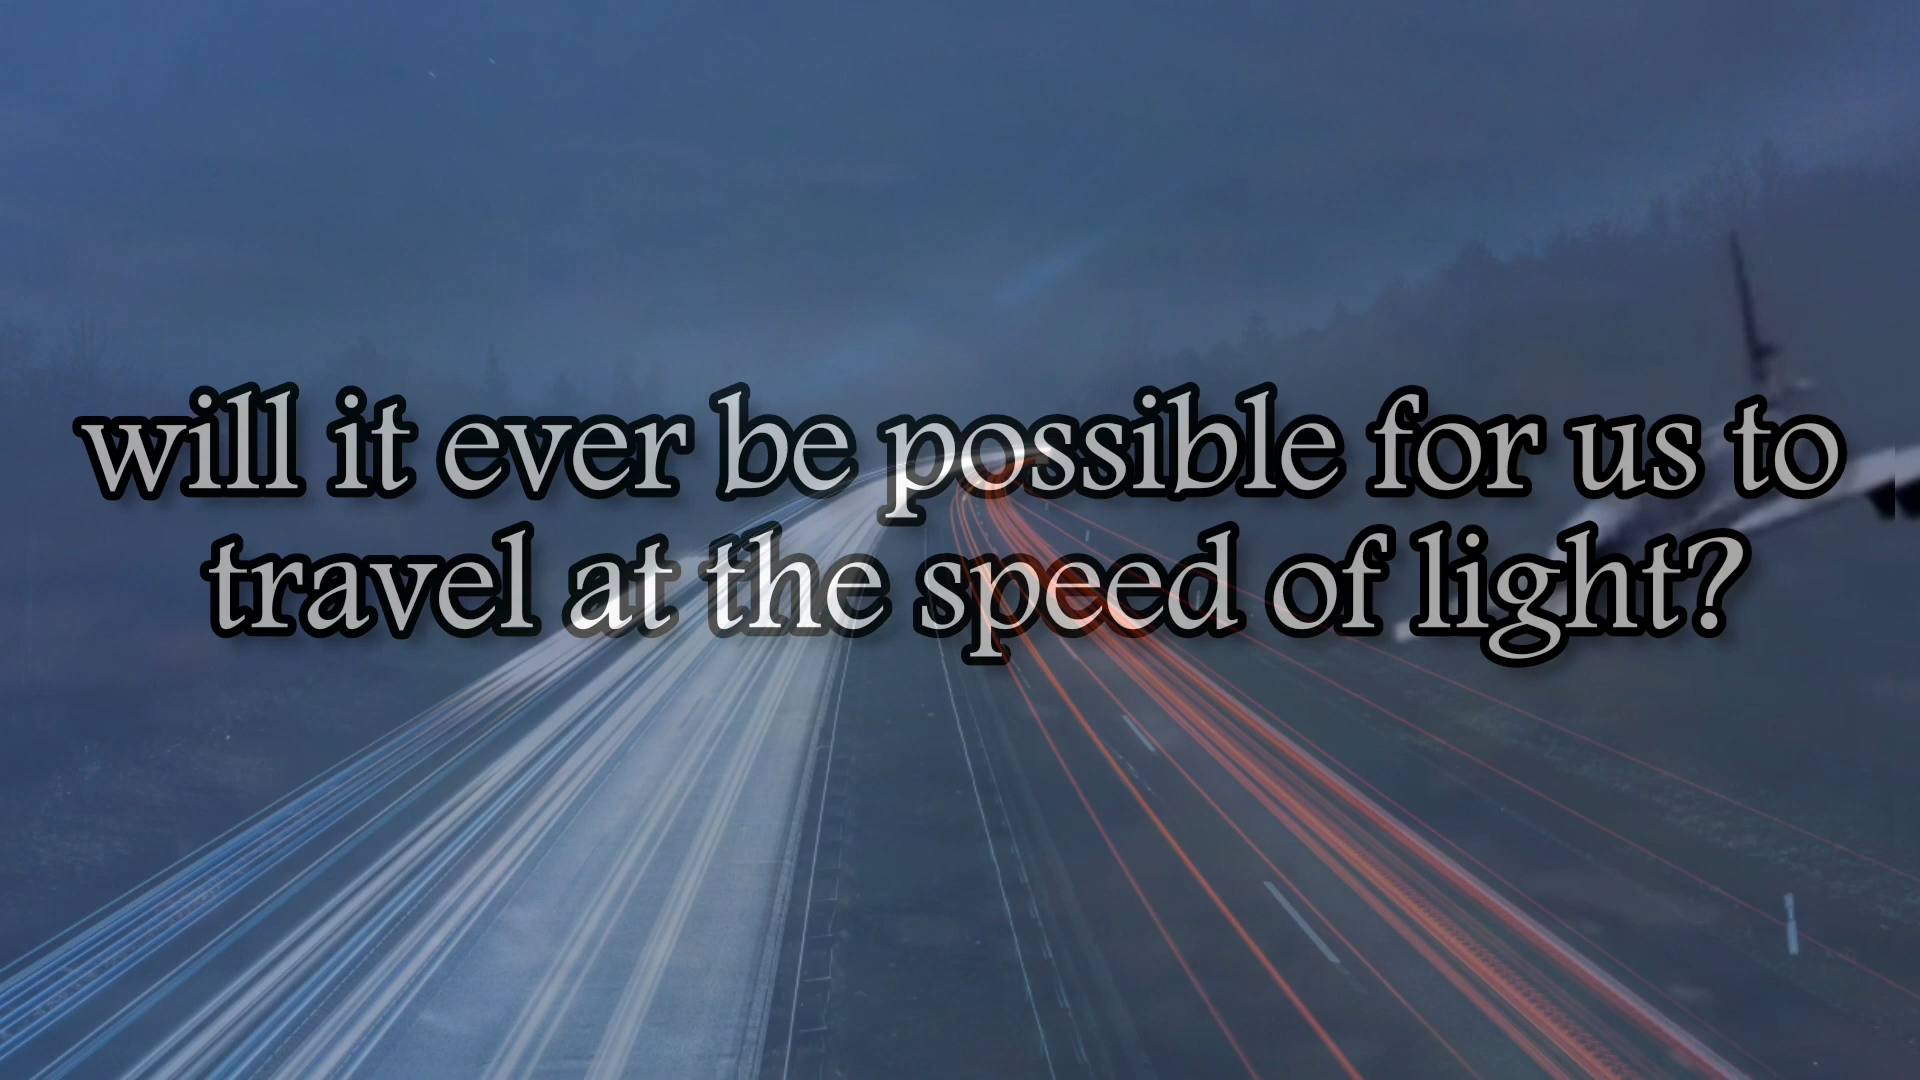 will it ever be possible for us to
travel at the speed of light?